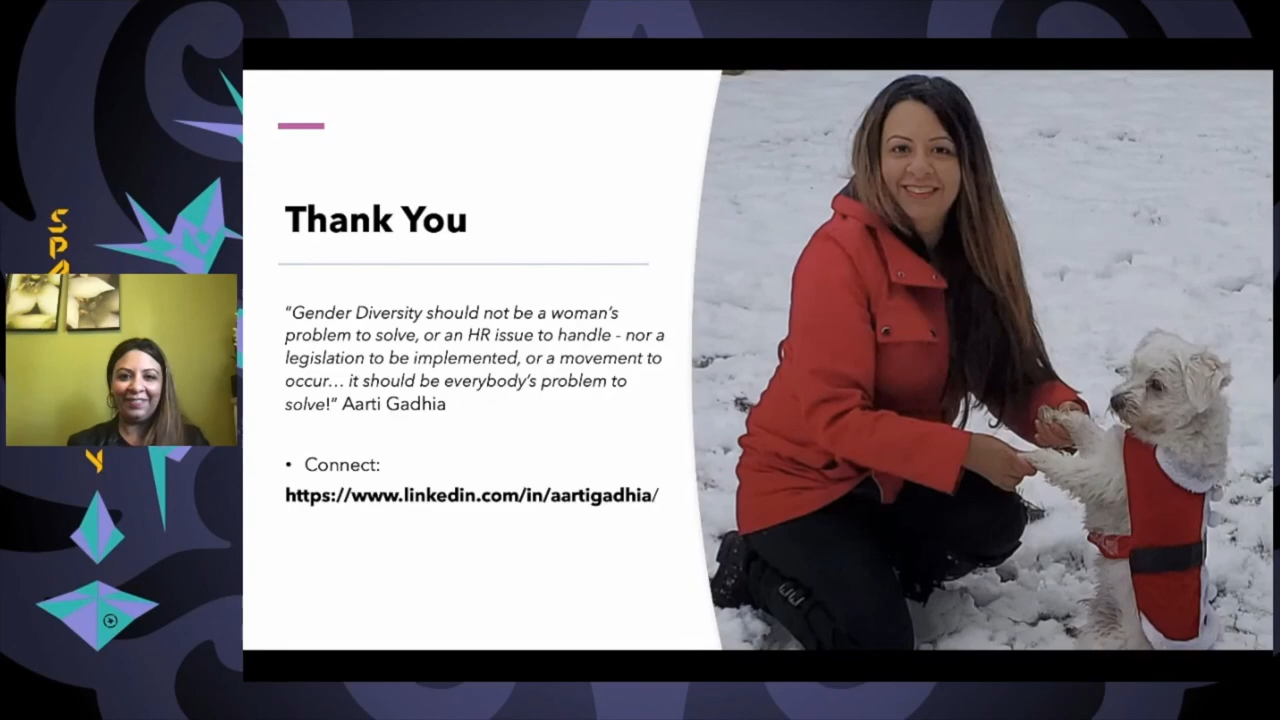 Thank You
"Gender Diversity should not be a woman's
problem to solve, or an HR issue to handle - nor a
legislation to be implemented, or a movement to
occur... it should be everybody's problem to
solve!" Aarti Gadhia
• Connect:
https://www.linkedin.com/in/aartigadhia/